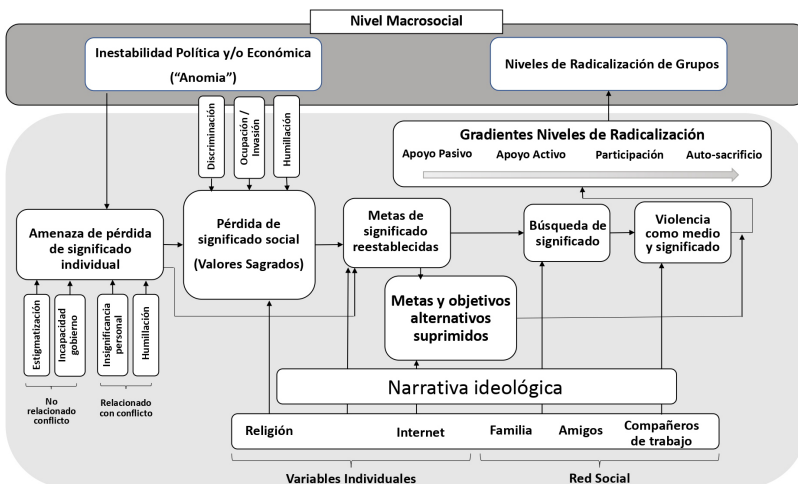 Nivel Macrosocial
Inestabilidad Política y/o Económica
(“Anomia”)
Niveles de Radicalización de Grupos
Discriminación
Ocupación /
Invasión
Humillación
Gradientes Niveles de Radicalización
Apoyo Pasivo
Apoyo Activo
Participación
Auto-sacrificio
Amenaza de pérdida
de significado
individual
Pérdida de
significado social
(Valores Sagrados)
Metas de
significado
reestablecidas
Búsqueda de
significado
Violencia
como medio
y significado
Metas y objetivos
alternativos
suprimidos
Estigmatización
Incapacidad
gobierno
Insignificancia
personal
Humillación
No
relacionado
conflicto
Relacionado
con conflicto
Narrativa ideológica
Religión
Internet
Familia
Amigos
Compañeros
de trabajo
Variables Individuales
Red Social